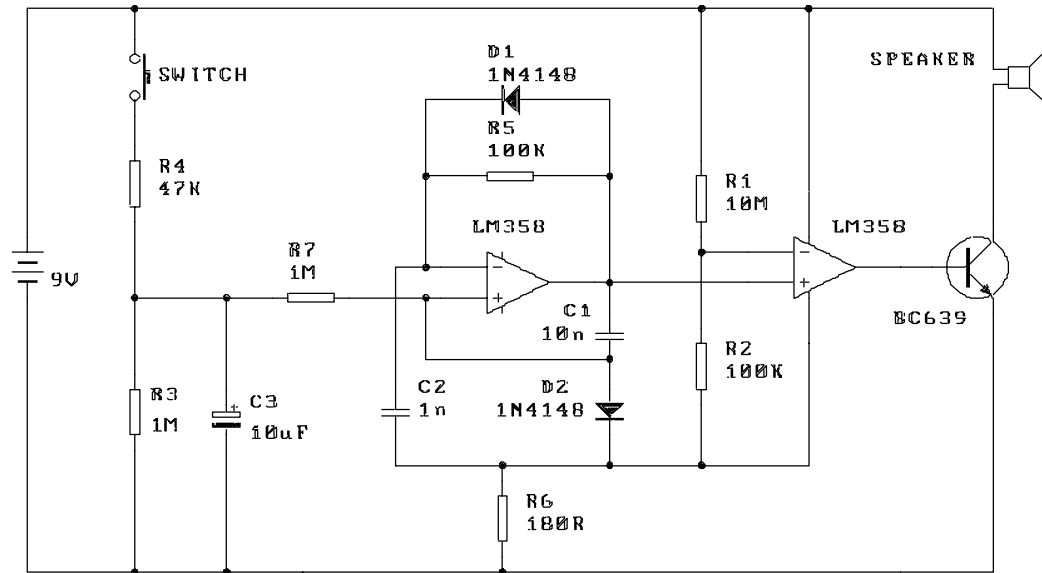 D1
1N4148
SPEAKER
SWITCH
R5
100K
R4
47K
R1
10M
LM358
LM358
R7
1M
9V
-
+
-
+
C1
10n
BC639
R3
1M
+
C3
10uF
C2
1n
D2
1N4148
R2
100K
R6
180R